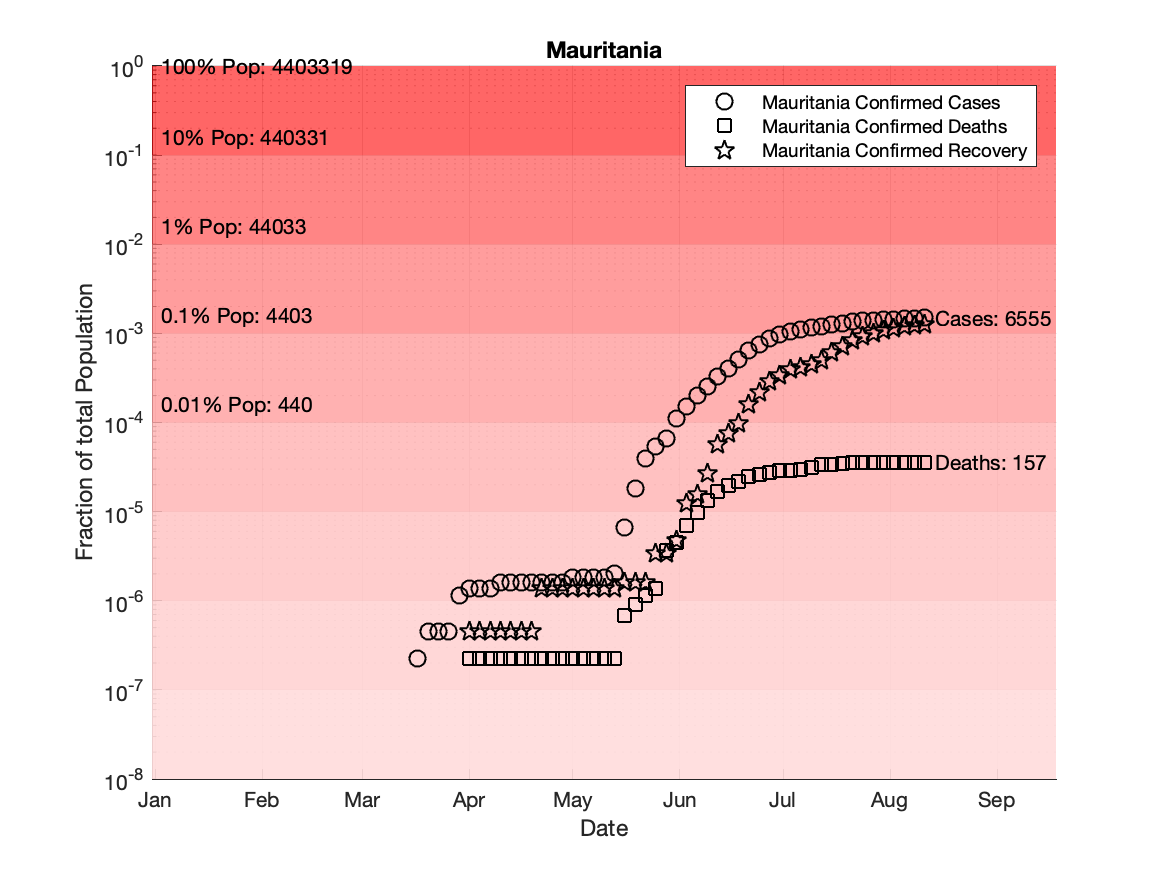 Mauritania
10^0
10^-1
10^-2
10^-3
10^-4
10^-5
10^-6
10^-7
10^-8
Fraction of total Population
100% Pop: 4403319
10% Pop: 440331
1% Pop: 44033
0.1% Pop: 4403
0.01% Pop: 440
Mauritania Confirmed Cases
Mauritania Confirmed Deaths
Mauritania Confirmed Recovery
Cases: 6555
Deaths: 157
Jan Feb Mar Apr May Jun Jul Aug Sep
Date